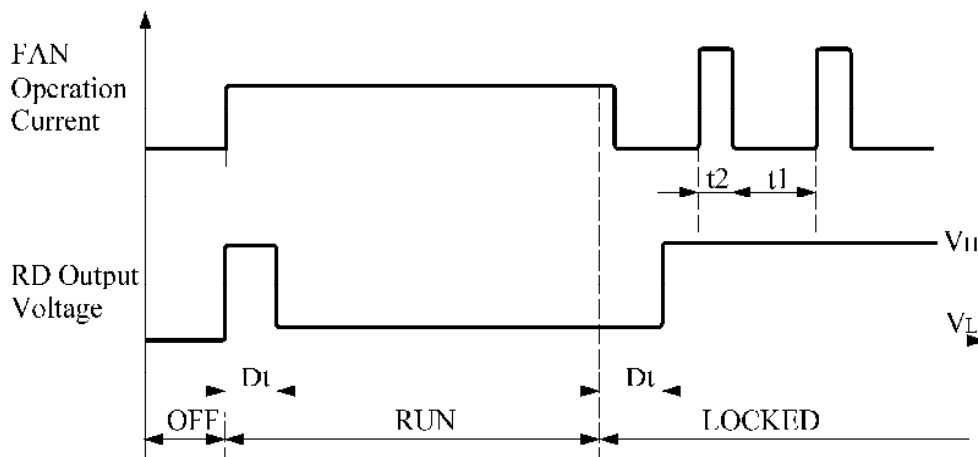 FAN
Operation
Current
t2
t1
VH
RD Output
Voltage
VL
Dt
Dt
OFF
RUN
LOCKED